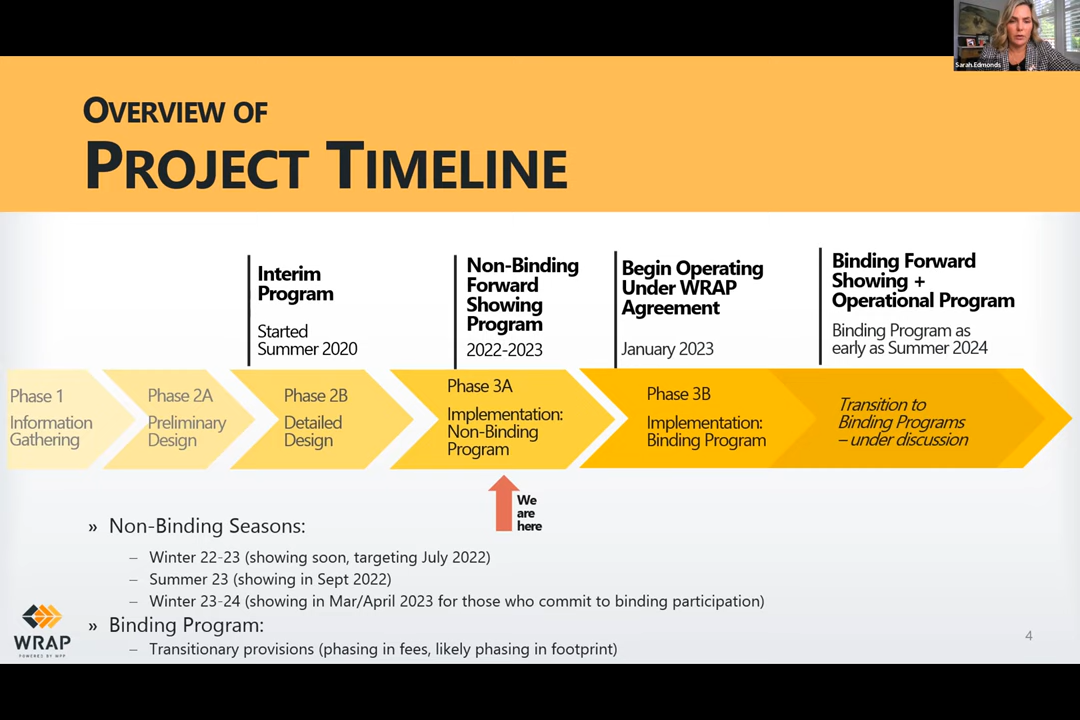 Sarah.Edmonds
OVERVIEW OF
PROJECT TIMELINE
Interim
Program
Started
Summer 2020
Non-Binding
Forward
Showing
Program
2022-2023
Begin Operating
Under WRAP
Agreement
January 2023
Binding Forward
Showing +
Operational Program
Binding Program as
early as Summer 2024
Phase 1
Information
Gathering
Phase 2A
Preliminary
Design
Phase 2B
Detailed
Design
Phase 3A
Implementation:
Non-Binding
Program
Phase 3B
Implementation:
Binding Program
Transition to
Binding Programs
– under discussion
We
are
here
» Non-Binding Seasons:
– Winter 22-23 (showing soon, targeting July 2022)
– Summer 23 (showing in Sept 2022)
– Winter 23-24 (showing in Mar/April 2023 for those who commit to binding participation)
» Binding Program:
– Transitionary provisions (phasing in fees, likely phasing in footprint)
WRAP
POWERED BY WPP
4